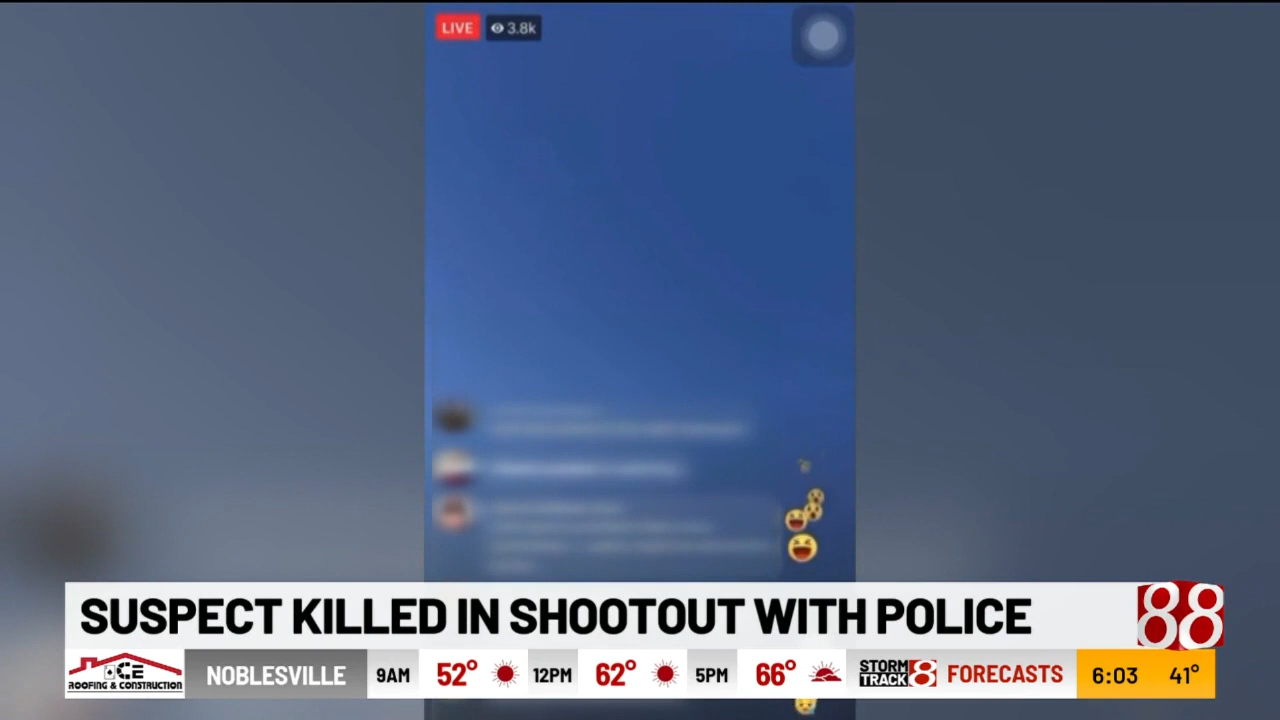 LIVE 3.8k
SUSPECT KILLED IN SHOOTOUT WITH POLICE
88
ACE
ROOFING & CONSTRUCTION
NOBLESVILLE 9AM 52° 12PM 62° 5PM 66° STORM TRACK 8 FORECASTS 6:03 41°